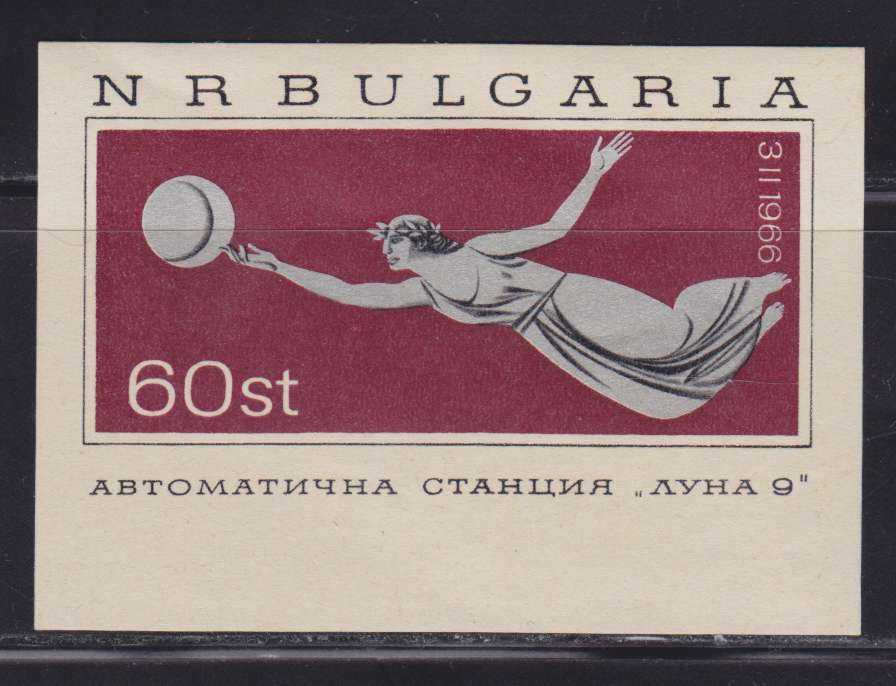 N R BULGARIA
3 II 1966
60st
АВТОМАТИЧНА СТАНЦИЯ „ЛУНА 9"